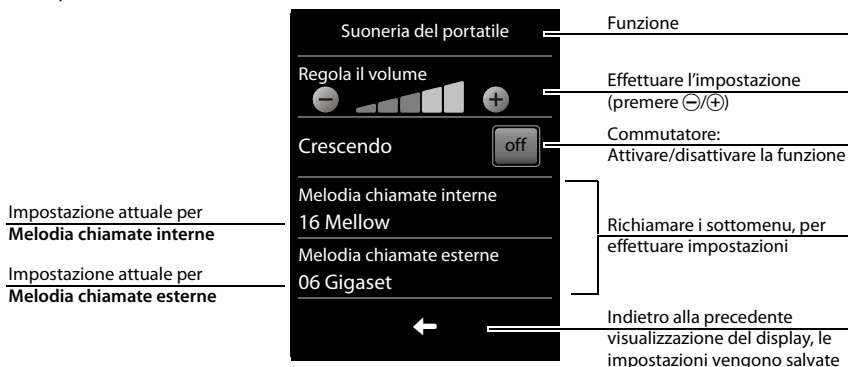 Suoneria del portatile
Regola il volume
Crescendo
off
Melodia chiamate interne
16 Mellow
Melodia chiamate esterne
06 Gigaset
Impostazione attuale per
Melodia chiamate interne
Impostazione attuale per
Melodia chiamate esterne
Funzione
Effettuare l'impostazione
(premere −/+)
Commutatore:
Attivare/disattivare la funzione
Richiamare i sottomenu, per
effettuare impostazioni
Indietro alla precedente
visualizzazione del display, le
impostazioni vengono salvate